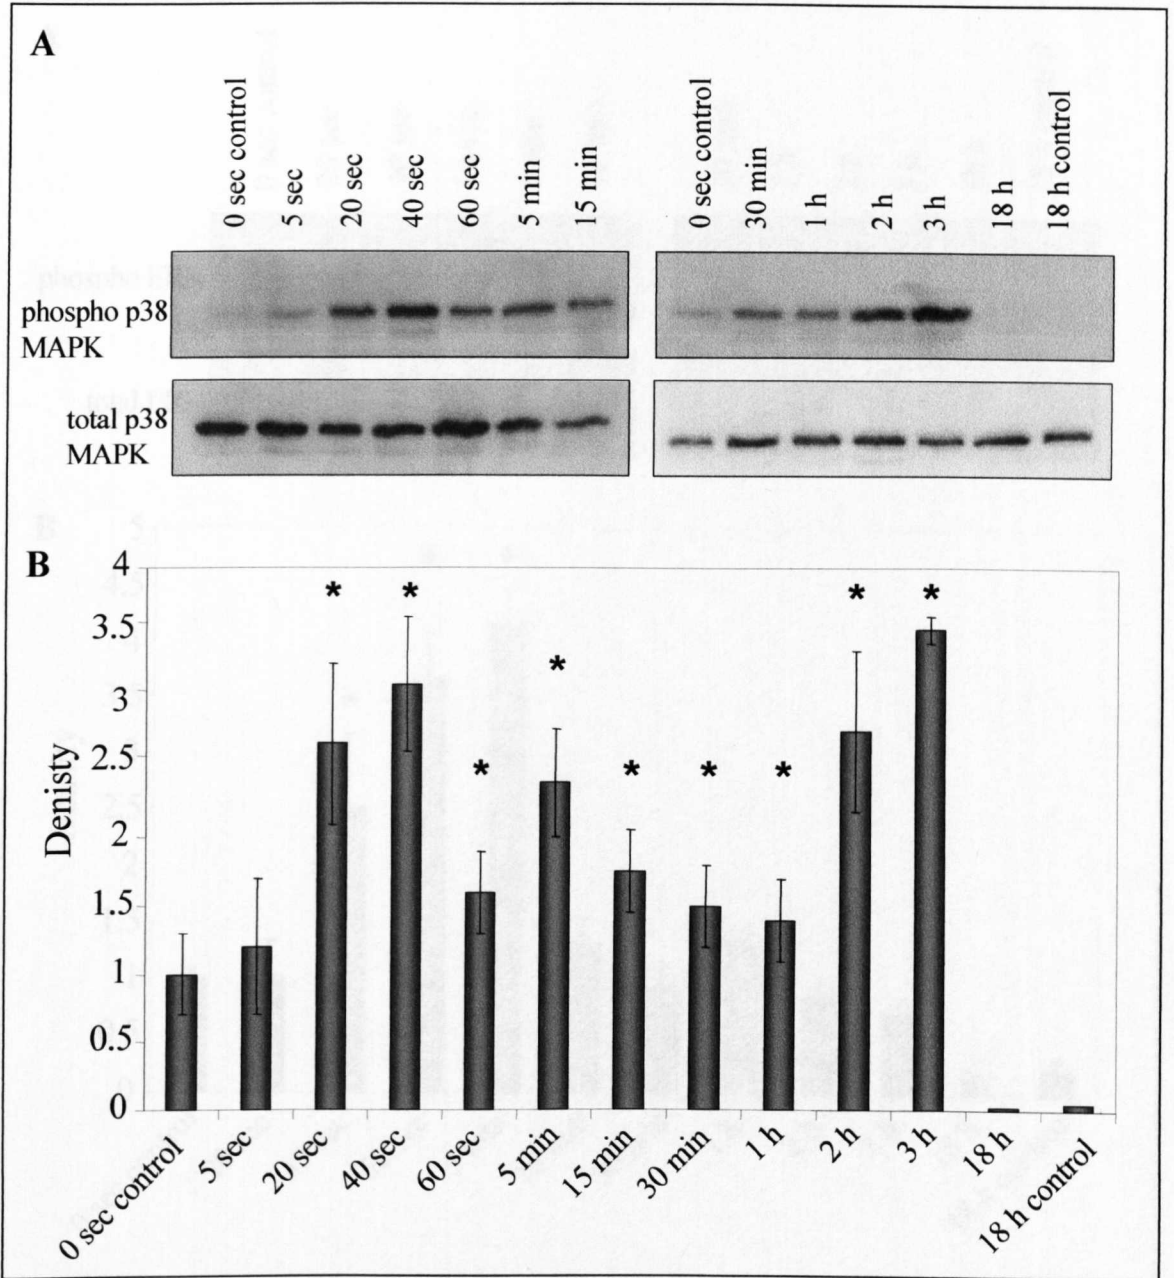 A
0 sec control
5 sec
20 sec
40 sec
60 sec
5 min
15 min
0 sec control
30 min
1 h
2 h
3 h
18 h
18 h control
phospho p38
MAPK
total p38
MAPK
B
4
3.5
3
2.5
2
1.5
1
0.5
0
Denisty
* * * * * * * * *
0 sec control
5 sec
20 sec
40 sec
60 sec
5 min
15 min
30 min
1 h
2 h
3 h
18 h
18 h control